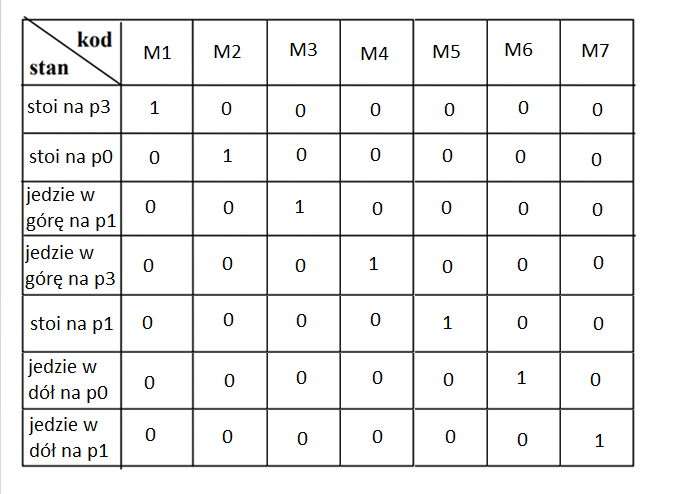 kod
stan
M1 M2 M3 M4 M5 M6 M7
stoi na p3 1 0 0 0 0 0 0
stoi na p0 0 1 0 0 0 0 0
jedzie w
górę na p1 0 0 1 0 0 0 0
jedzie w
górę na p3 0 0 0 1 0 0 0
stoi na p1 0 0 0 0 1 0 0
jedzie w
dół na p0 0 0 0 0 0 1 0
jedzie w
dół na p1 0 0 0 0 0 0 1